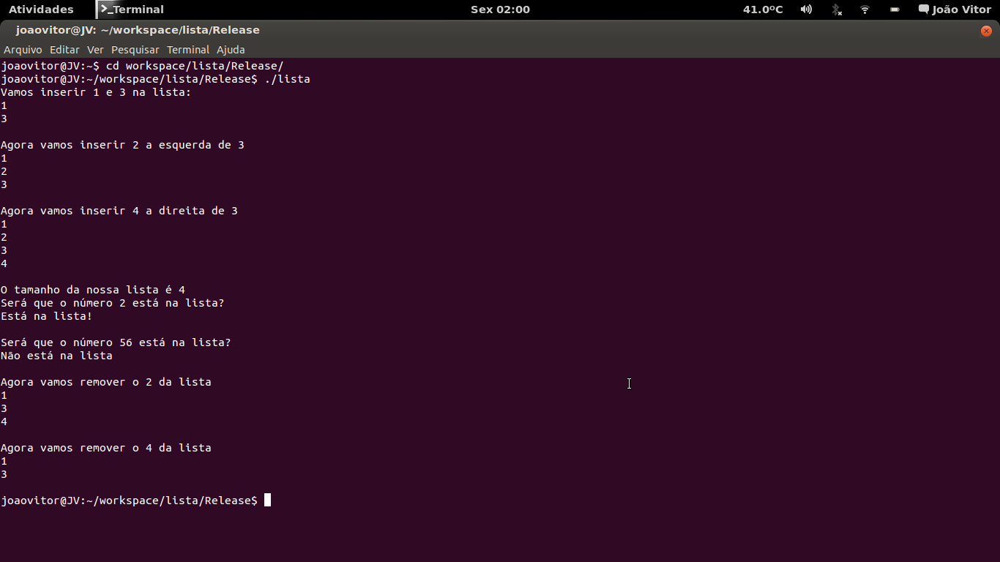 Atividades >_Terminal Sex 02:00 41.0ºC João Vitor
joaovitor@JV: ~/workspace/lista/Release
Arquivo Editar Ver Pesquisar Terminal Ajuda
joaovitor@JV:~$ cd workspace/lista/Release/
joaovitor@JV:~/workspace/lista/Release$ ./lista
Vamos inserir 1 e 3 na lista:
1
3
Agora vamos inserir 2 a esquerda de 3
1
2
3
Agora vamos inserir 4 a direita de 3
1
2
3
4
O tamanho da nossa lista é 4
Será que o número 2 está na lista?
Está na lista!
Será que o número 56 está na lista?
Não está na lista
Agora vamos remover o 2 da lista
1
3
4
Agora vamos remover o 4 da lista
1
3
joaovitor@JV:~/workspace/lista/Release$